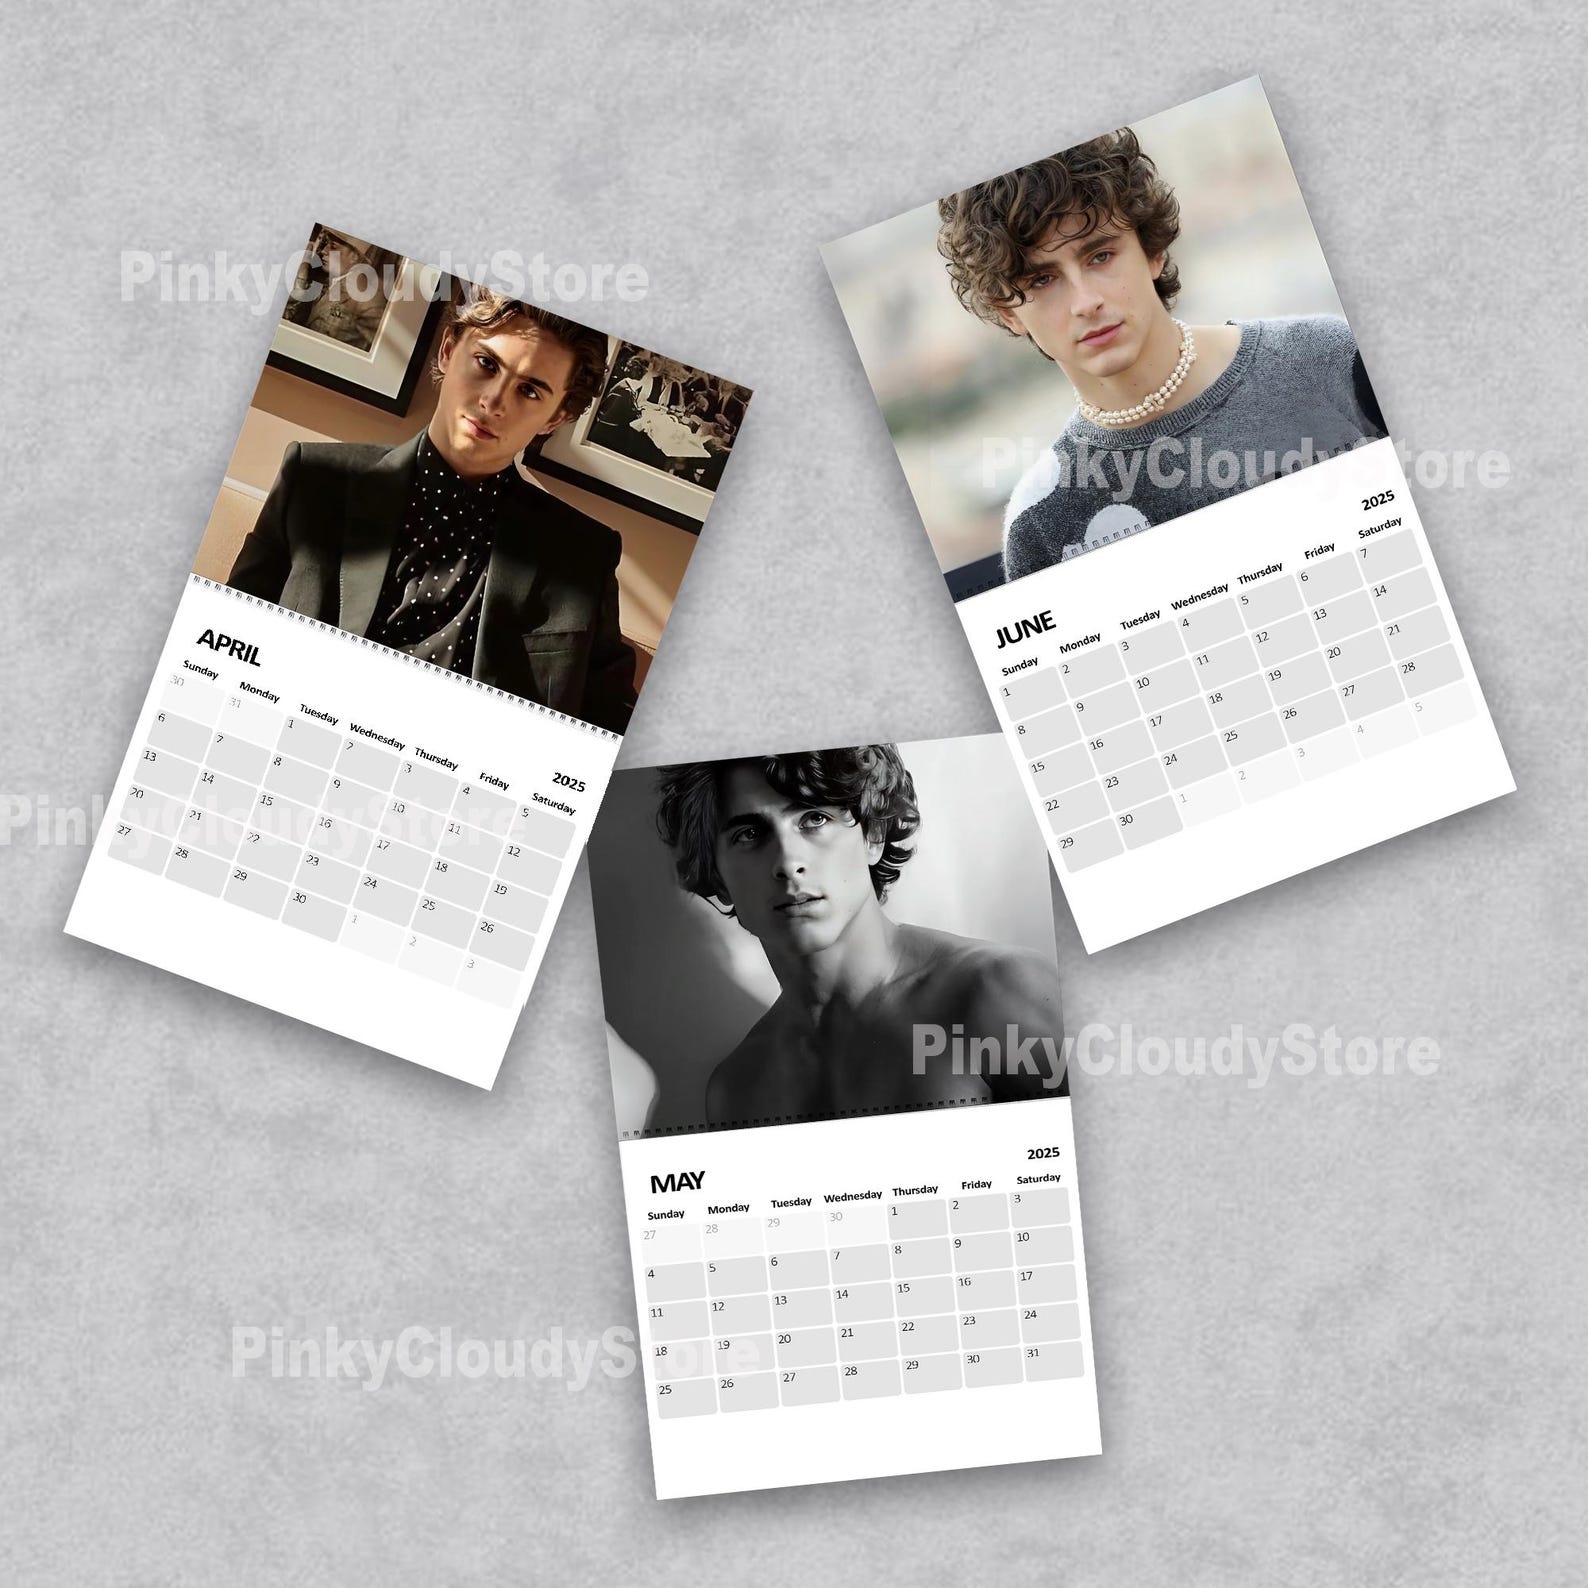 PinkyCloudyStore
APRIL
2025
Sunday Monday Tuesday Wednesday Thursday Friday Saturday
30 31 1 2 3 4 5
6 7 8 9 10 11 12
13 14 15 16 17 18 19
20 21 22 23 24 25 26
27 28 29 30 1 2 3
PinkyCloudyStore
PinkyCloudyStore
2025
JUNE
Sunday Monday Tuesday Wednesday Thursday Friday Saturday
1 2 3 4 5 6 7
8 9 10 11 12 13 14
15 16 17 18 19 20 21
22 23 24 25 26 27 28
29 30 1 2 3 4 5
PinkyCloudyStore
MAY
2025
Sunday Monday Tuesday Wednesday Thursday Friday Saturday
27 28 29 30 1 2 3
4 5 6 7 8 9 10
11 12 13 14 15 16 17
18 19 20 21 22 23 24
25 26 27 28 29 30 31
PinkyCloudyStore